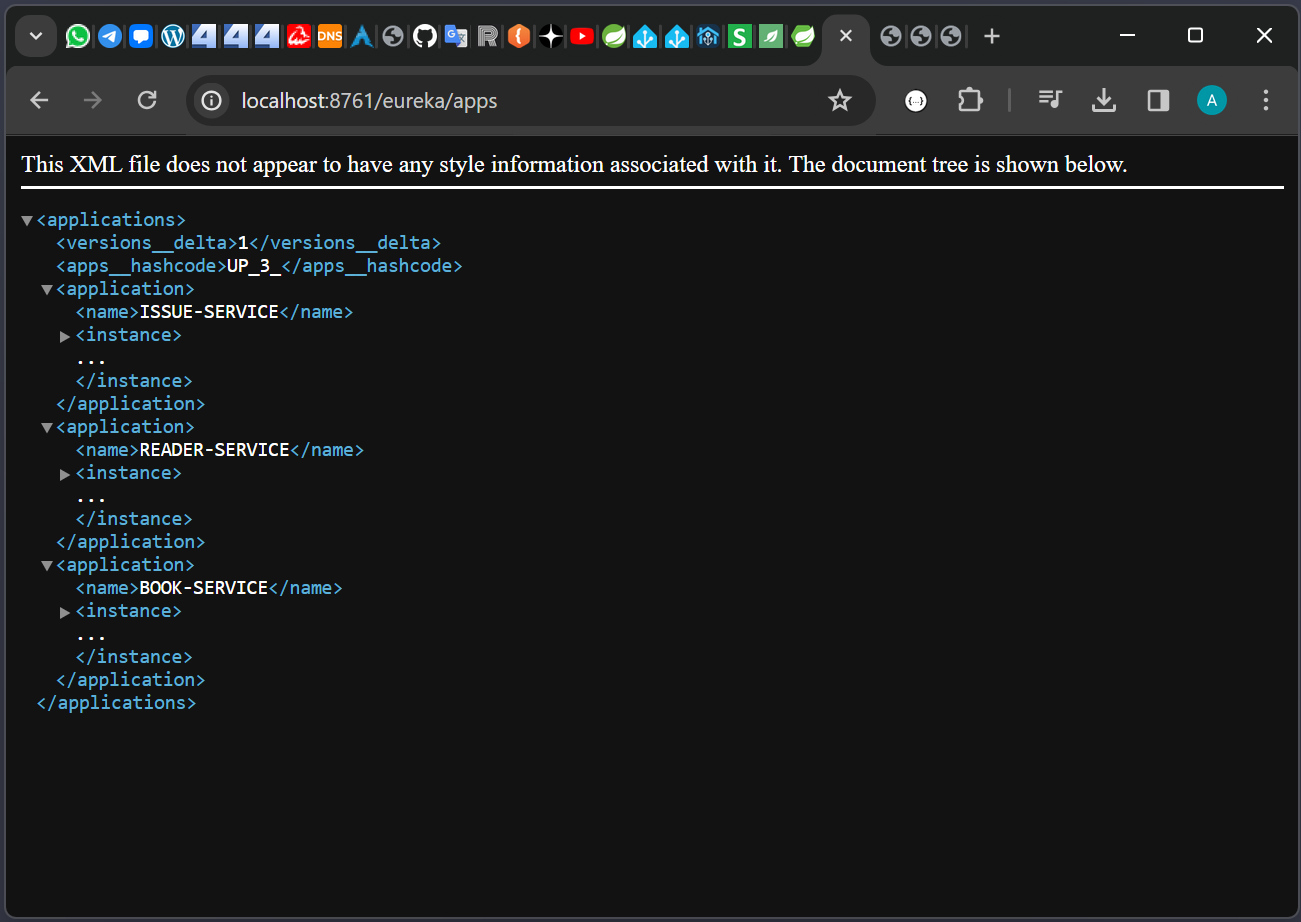 4
4
4
DNS
R
S
localhost:8761/eureka/apps
{...}
A
This XML file does not appear to have any style information associated with it. The document tree is shown below.
<applications>
<versions__delta>1</versions__delta>
<apps__hashcode>UP_3_</apps__hashcode>
<application>
<name>ISSUE-SERVICE</name>
<instance>
...
</instance>
</application>
<application>
<name>READER-SERVICE</name>
<instance>
...
</instance>
</application>
<application>
<name>BOOK-SERVICE</name>
<instance>
...
</instance>
</application>
</applications>